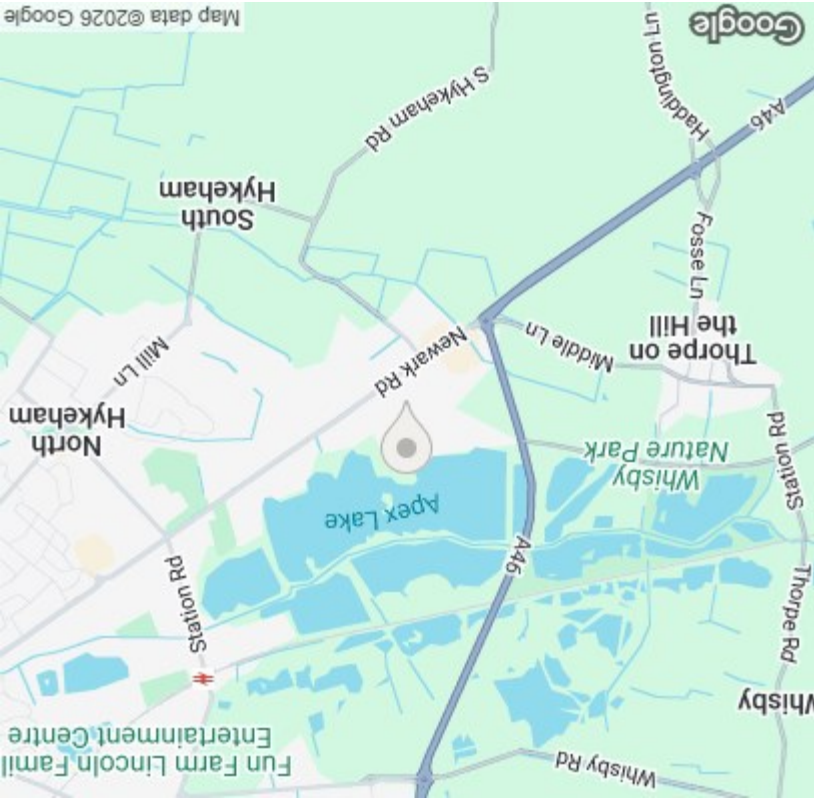 Whisby Rd
Fun Farm Lincoln Famil
Entertainment Centre
Whisby
Thorpe Rd
Station Rd
A46
Station Rd
Apex Lake
Whisby
Nature Park
North
Hykeham
Mill Ln
Newark Rd
Middle Ln
Thorpe on
the Hill
Fosse Ln
South
Hykeham
S Hykeham Rd
A46
Haddington Ln
Google
Map data ©2026 Google